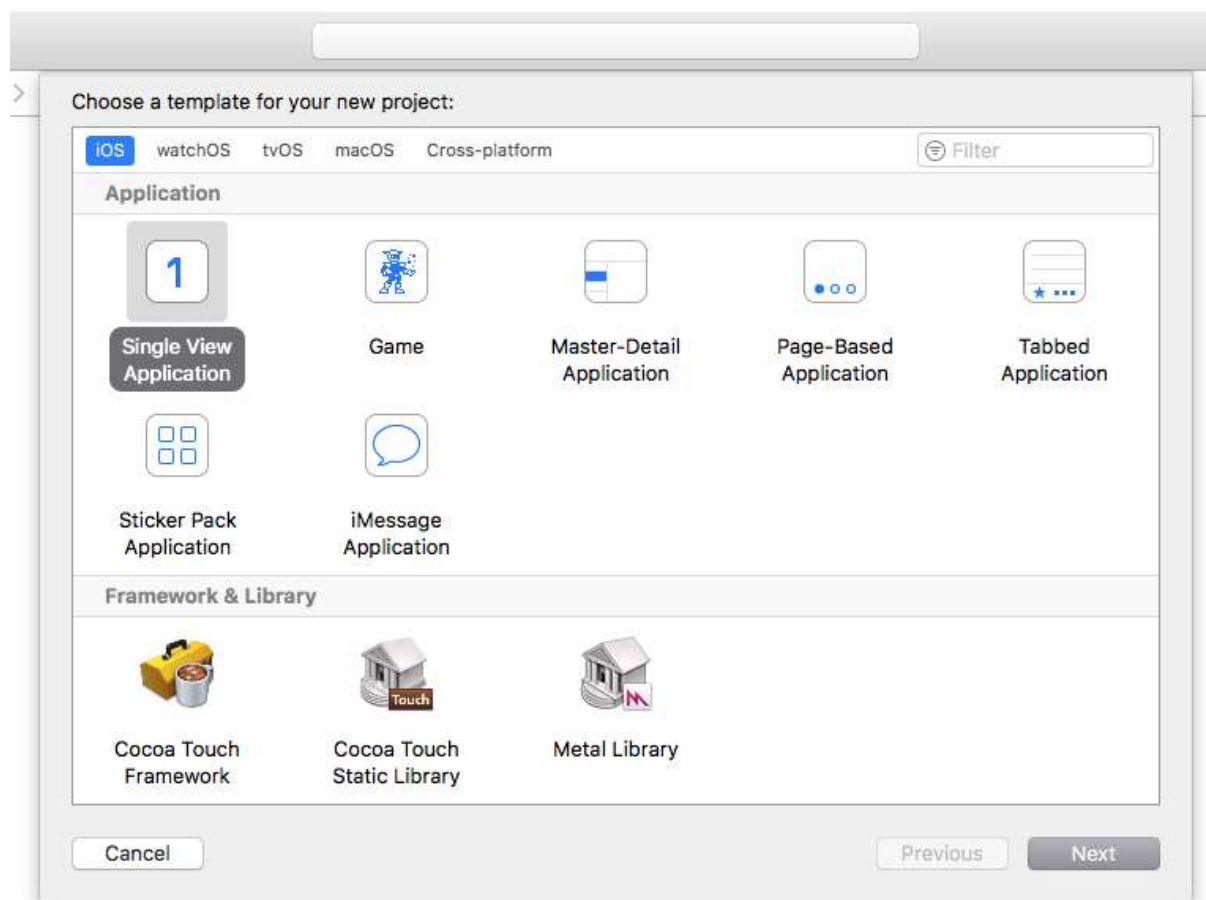 Choose a template for your new project:
iOS watchOS tvOS macOS Cross-platform Filter
Application
1
Single View Application
Game
Master-Detail Application
Page-Based Application
Tabbed Application
Sticker Pack Application
iMessage Application
Framework & Library
Touch
Cocoa Touch Framework
Cocoa Touch Static Library
Metal Library
Cancel Previous Next